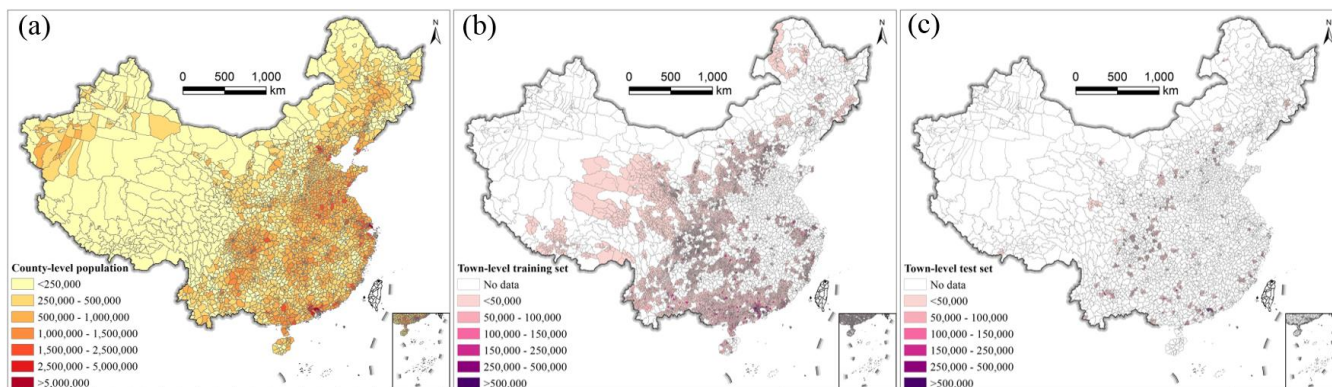 (a)
N
0 500 1,000
km
County-level population
<250,000
250,000 - 500,000
500,000 - 1,000,000
1,000,000 - 1,500,000
1,500,000 - 2,500,000
2,500,000 - 5,000,000
>5,000,000
(b)
N
0 500 1,000
km
Town-level training set
No data
<50,000
50,000 - 100,000
100,000 - 150,000
150,000 - 250,000
250,000 - 500,000
>500,000
(c)
N
0 500 1,000
km
Town-level test set
No data
<50,000
50,000 - 100,000
100,000 - 150,000
150,000 - 250,000
250,000 - 500,000
>500,000